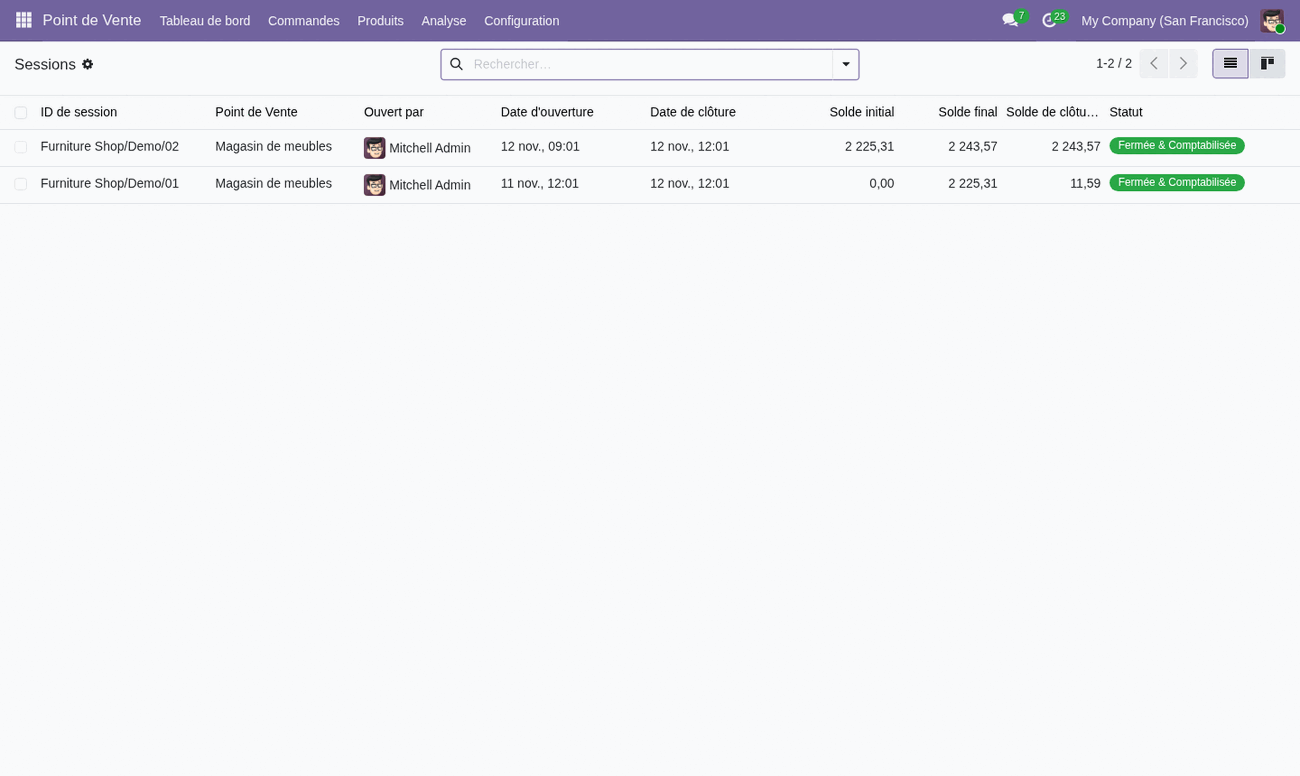 Point de Vente Tableau de bord Commandes Produits Analyse Configuration 7 23 My Company (San Francisco)
Sessions Rechercher… 1-2 / 2
ID de session Point de Vente Ouvert par Date d'ouverture Date de clôture Solde initial Solde final Solde de clôtu… Statut
Furniture Shop/Demo/02 Magasin de meubles Mitchell Admin 12 nov., 09:01 12 nov., 12:01 2 225,31 2 243,57 2 243,57 Fermée & Comptabilisée
Furniture Shop/Demo/01 Magasin de meubles Mitchell Admin 11 nov., 12:01 12 nov., 12:01 0,00 2 225,31 11,59 Fermée & Comptabilisée